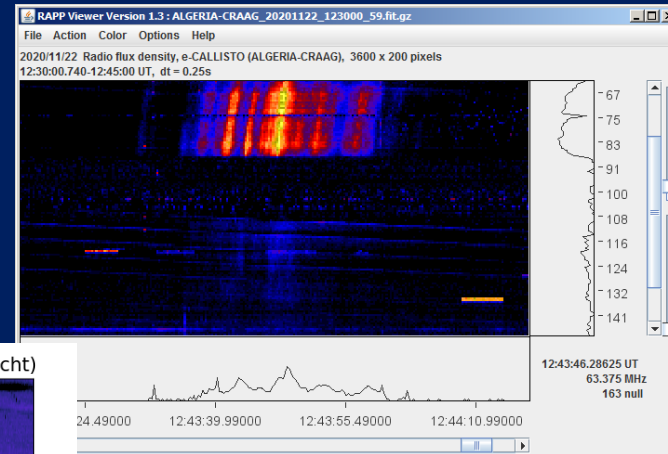 RAPP Viewer Version 1.3 : ALGERIA-CRAAG_20201122_123000_59.fit.gz
File Action Color Options Help
2020/11/22 Radio flux density, e-CALLISTO (ALGERIA-CRAAG), 3600 x 200 pixels
12:30:00.740-12:45:00 UT, dt = 0.25s
67
75
83
91
100
108
116
124
132
141
cht)
12:43:46.28625 UT
63.375 MHz
163 null
24.49000 12:43:39.99000 12:43:55.49000 12:44:10.99000